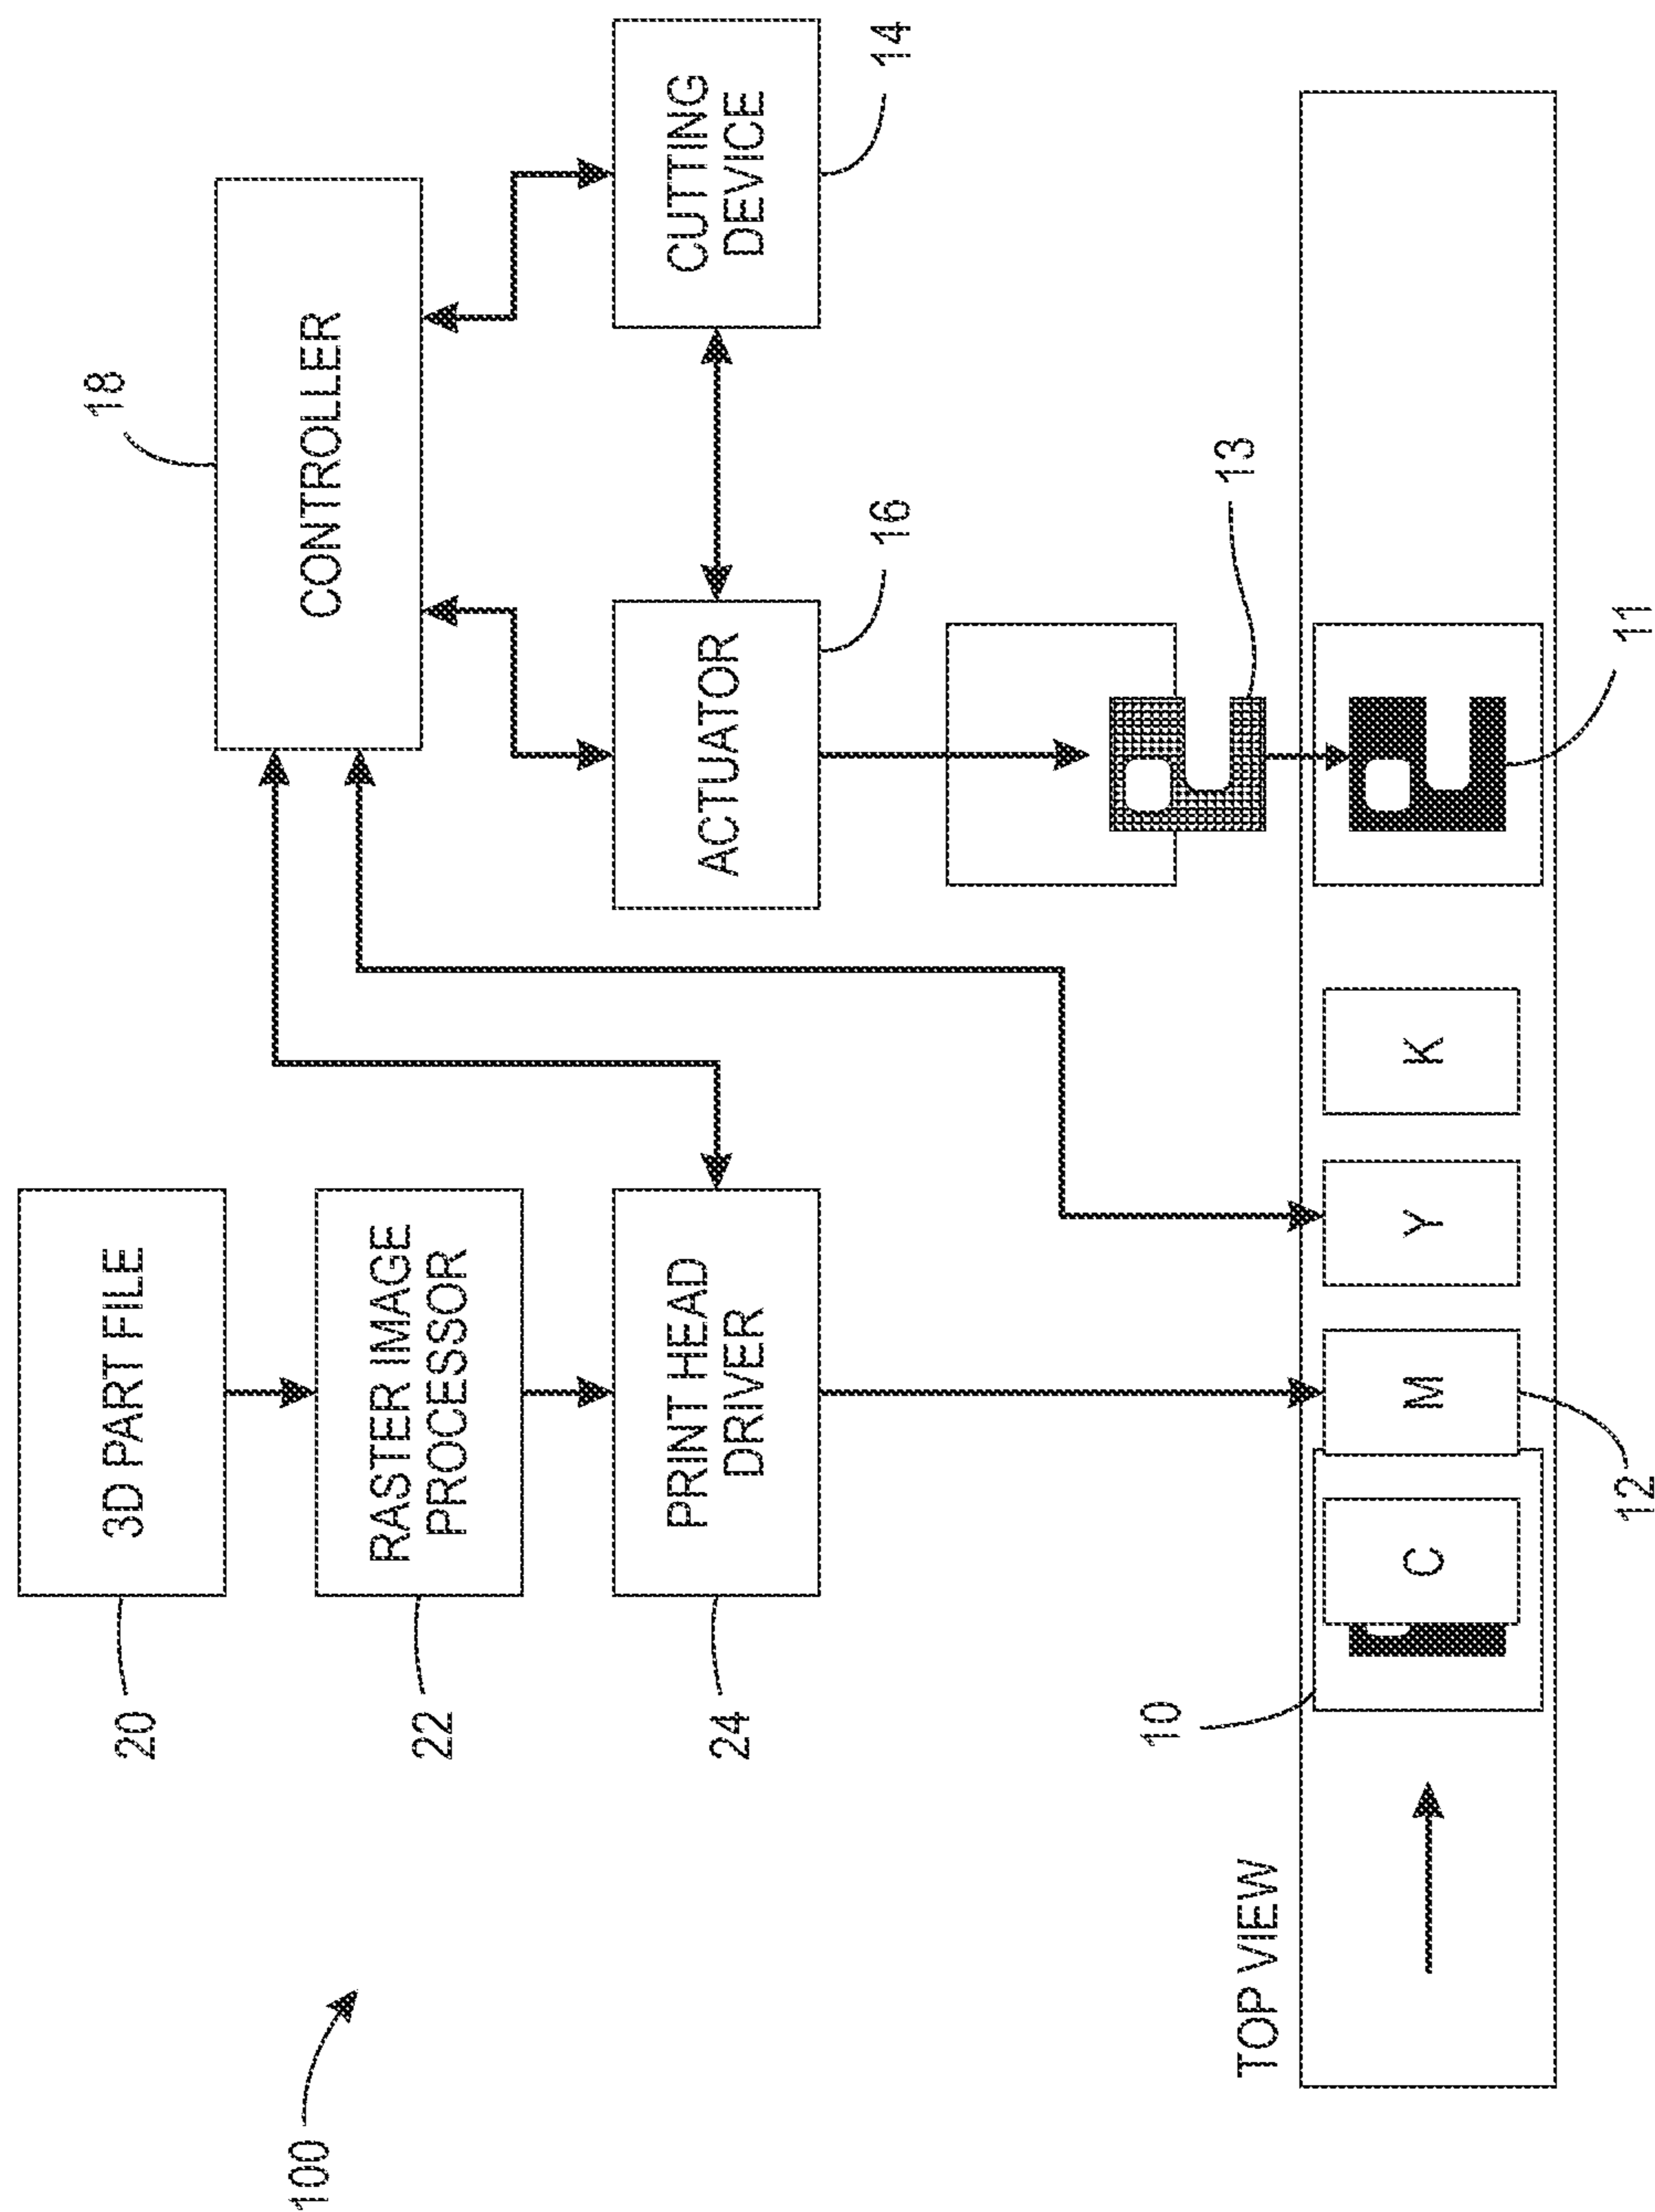 18
20
3D PART FILE
100
CONTROLLER
22
RASTER IMAGE
PROCESSOR
24
PRINT HEAD
DRIVER
ACTUATOR
CUTTING
DEVICE
16
14
10
13
TOP VIEW
C
M
Y
K
12
11